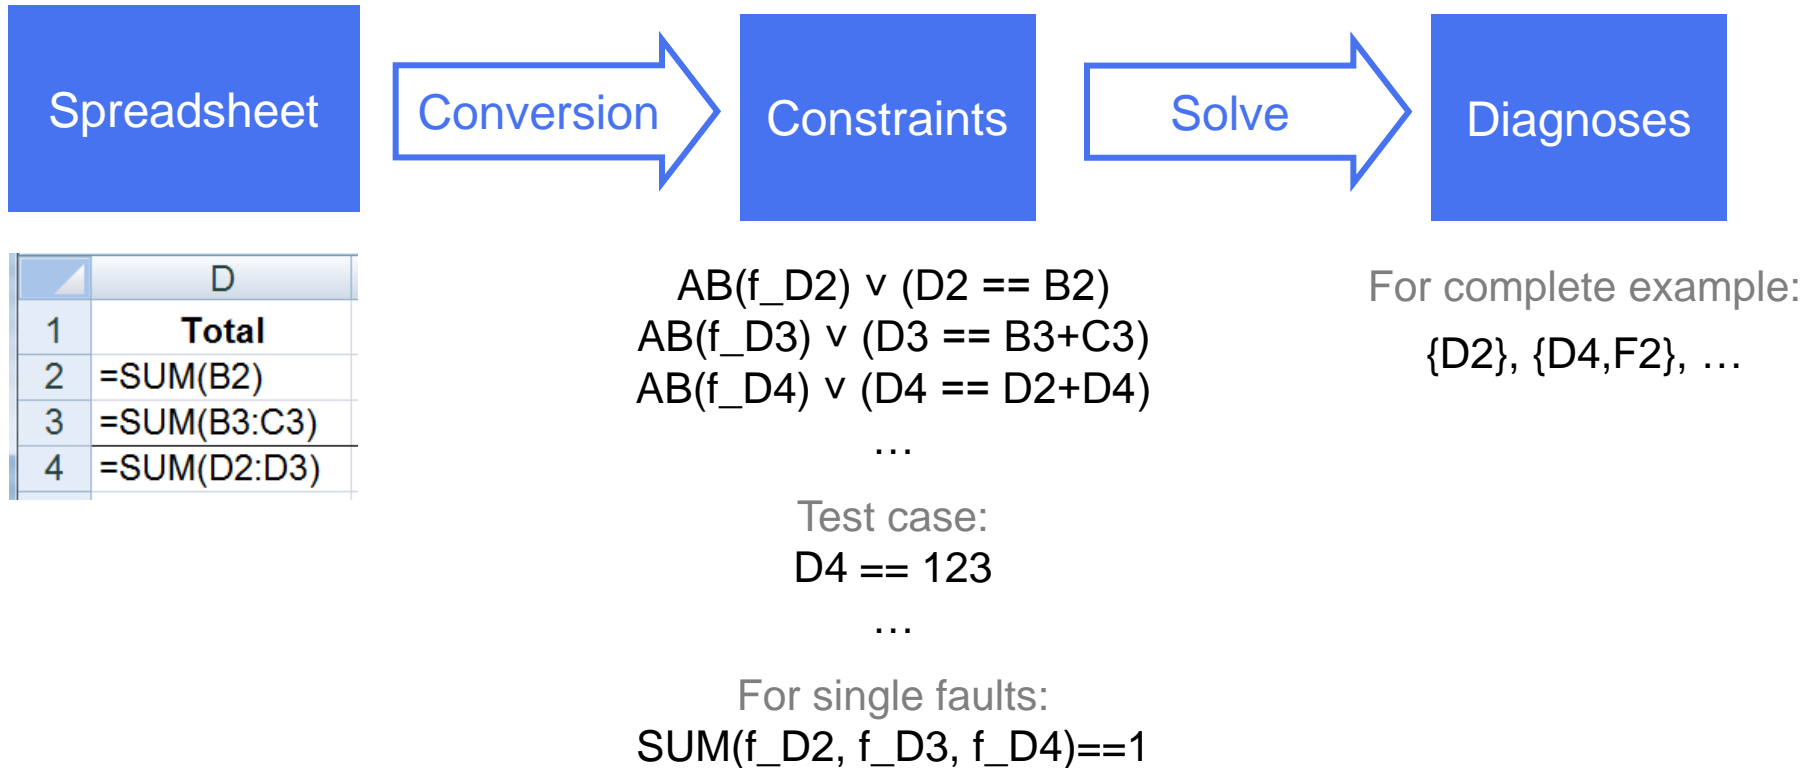 Spreadsheet
Conversion
Constraints
Solve
Diagnoses
D
1 Total
2 =SUM(B2)
3 =SUM(B3:C3)
4 =SUM(D2:D3)
AB(f_D2) ∨ (D2 == B2)
AB(f_D3) ∨ (D3 == B3+C3)
AB(f_D4) ∨ (D4 == D2+D4)
…
Test case:
D4 == 123
…
For single faults:
SUM(f_D2, f_D3, f_D4)==1
For complete example:
{D2}, {D4,F2}, …